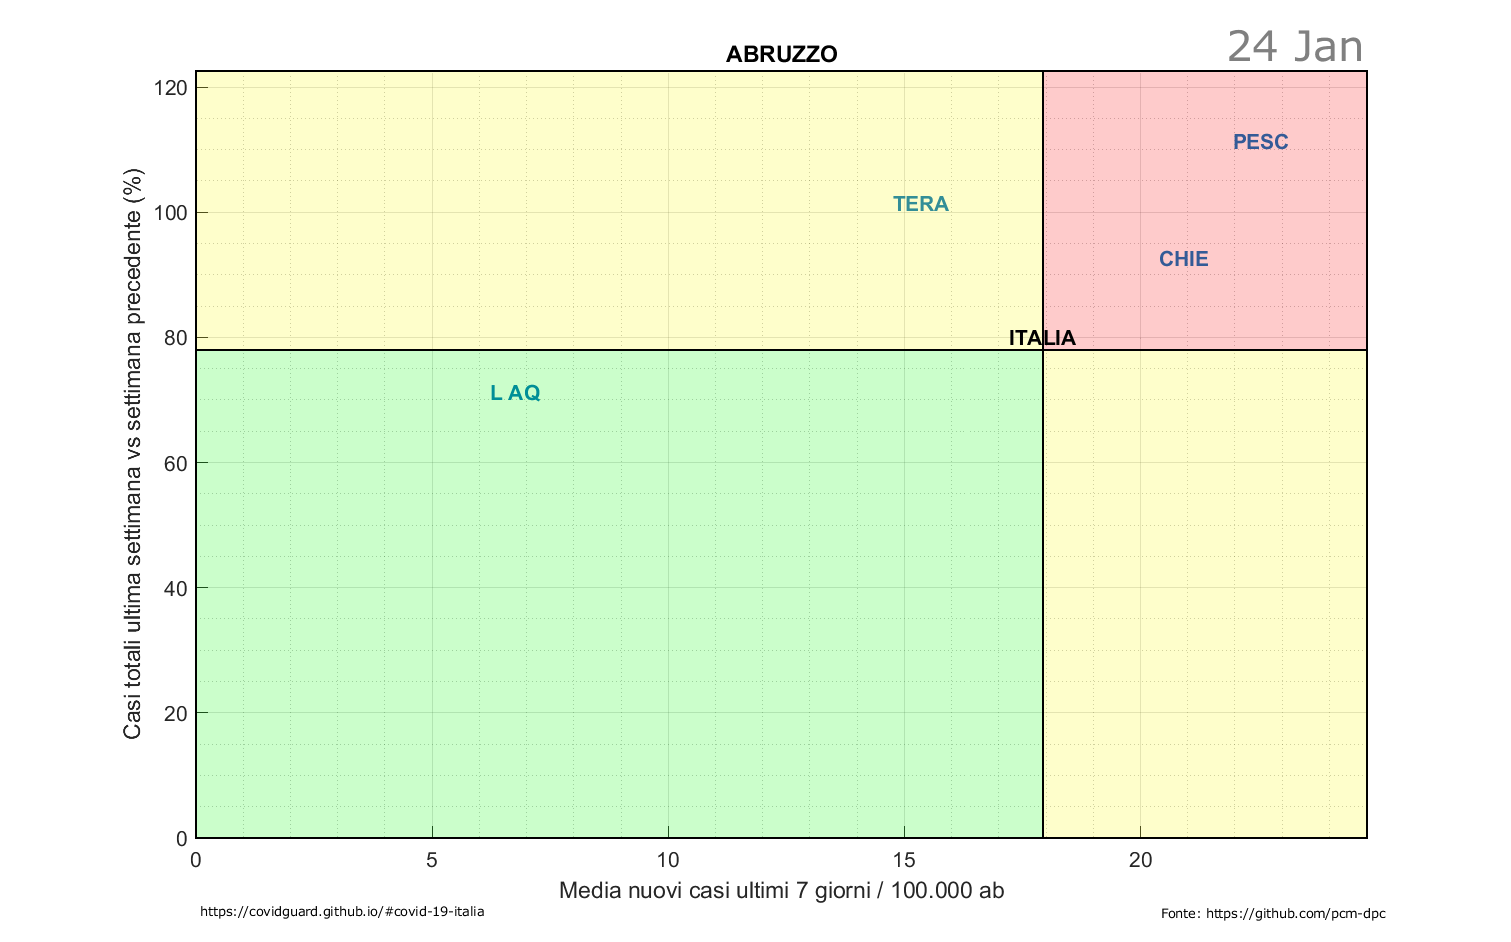 24 Jan
ABRUZZO
Casi totali ultima settimana vs settimana precedente (%)
120
100
80
60
40
20
0
PESC
TERA
CHIE
ITALIA
L AQ
0 5 10 15 20
Media nuovi casi ultimi 7 giorni / 100.000 ab
https://covidguard.github.io/#covid-19-italia
Fonte: https://github.com/pcm-dpc